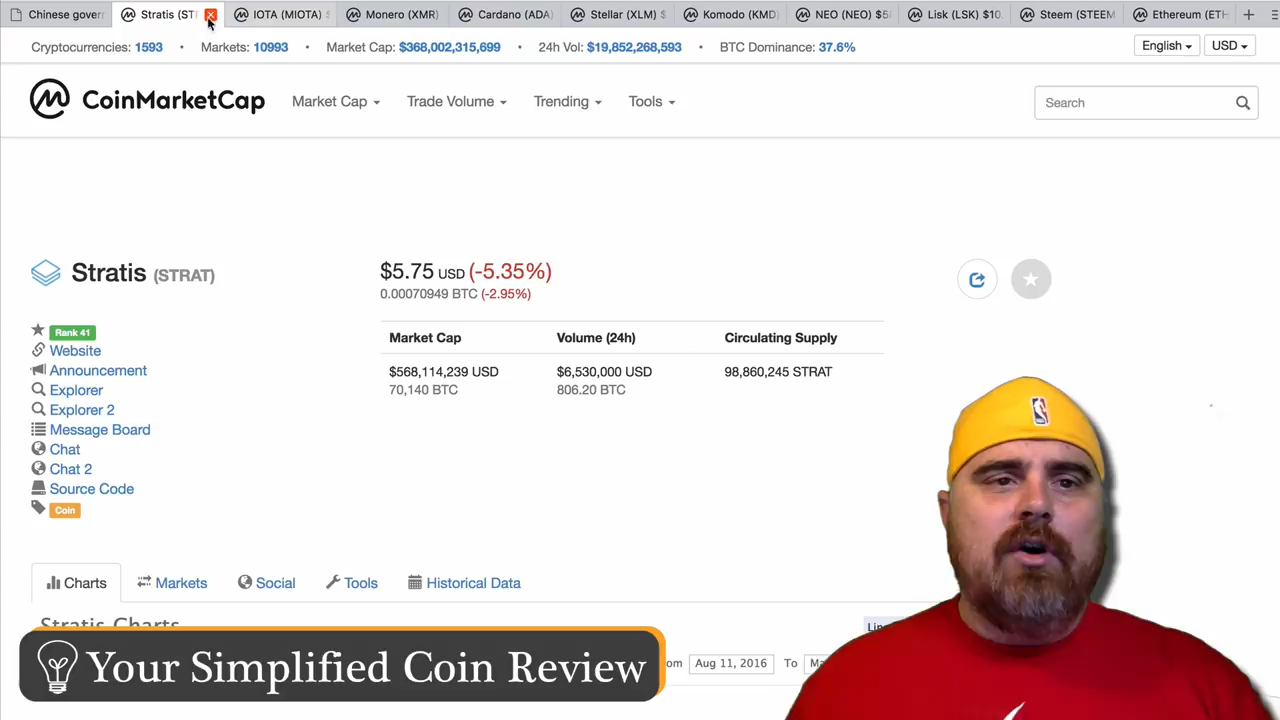 Chinese gover
Stratis (ST
IOTA (MIOTA) $
Monero (XMR)
Cardano (ADA)
Stellar (XLM) $
Komodo (KMD)
NEO (NEO) $5
Lisk (LSK) $10
Steem (STEEM
Ethereum (ETH
Cryptocurrencies: 1593 • Markets: 10993 • Market Cap: $368,002,315,699 • 24h Vol: $19,852,268,593 • BTC Dominance: 37.6%
English
USD
CoinMarketCap
Market Cap
Trade Volume
Trending
Tools
Search
Stratis (STRAT)
$5.75 USD (-5.35%)
0.00070949 BTC (-2.95%)
Rank 41
Website
Announcement
Explorer
Explorer 2
Message Board
Chat
Chat 2
Source Code
Coin
Market Cap
Volume (24h)
Circulating Supply
$568,114,239 USD
$6,530,000 USD
98,860,245 STRAT
70,140 BTC
806.20 BTC
Charts
Markets
Social
Tools
Historical Data
Stratis Charts
Your Simplified Coin Review
om
Aug 11, 2016
To